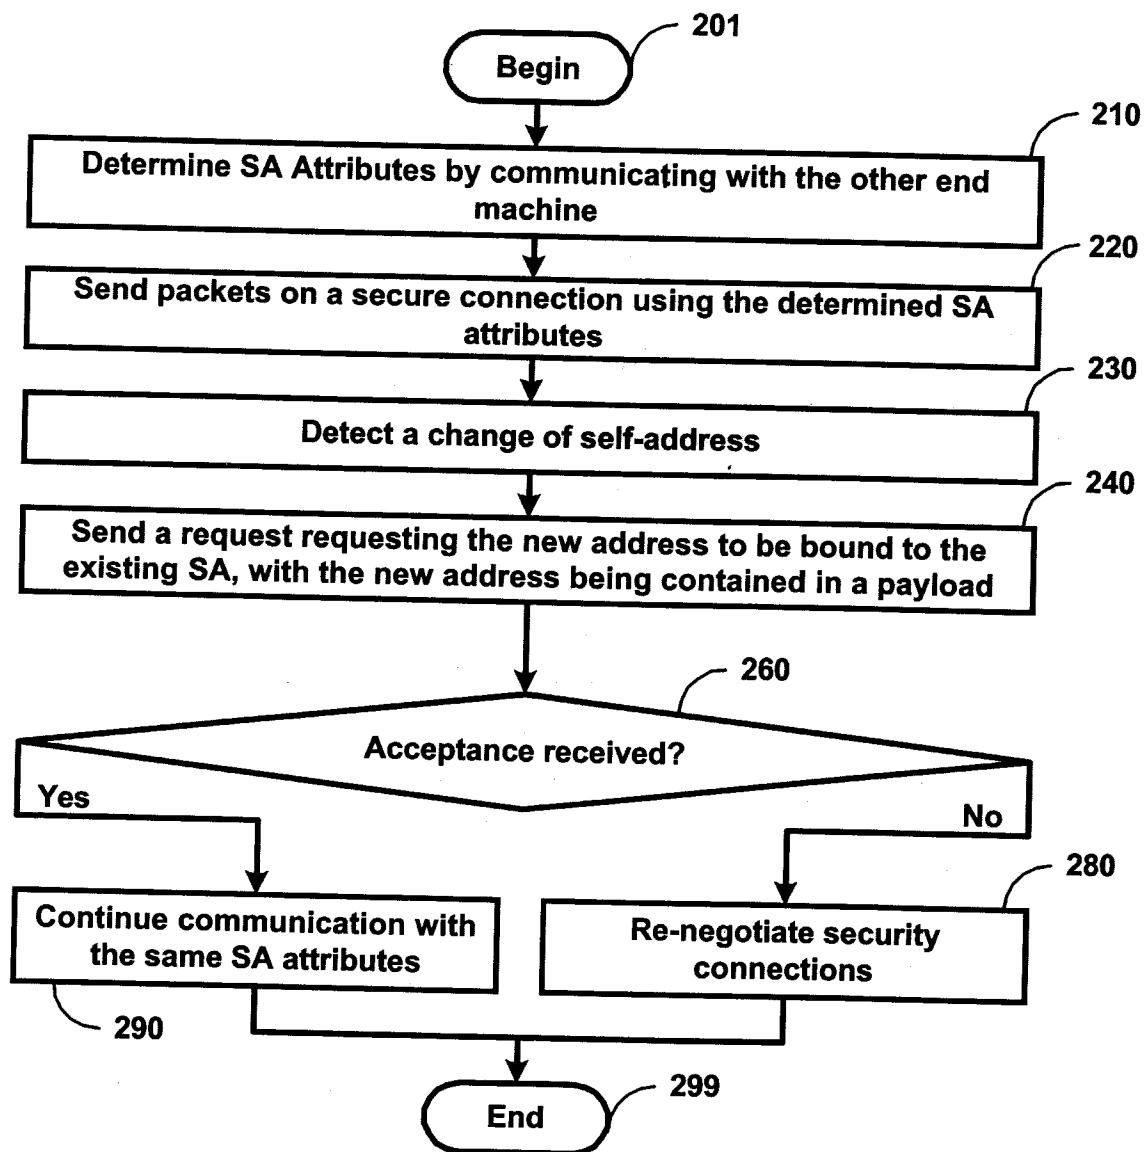 201
Begin
210
Determine SA Attributes by communicating with the other end
machine
220
Send packets on a secure connection using the determined SA
attributes
230
Detect a change of self-address
240
Send a request requesting the new address to be bound to the
existing SA, with the new address being contained in a payload
260
Acceptance received?
Yes
No
280
Continue communication with
the same SA attributes
Re-negotiate security
connections
290
299
End